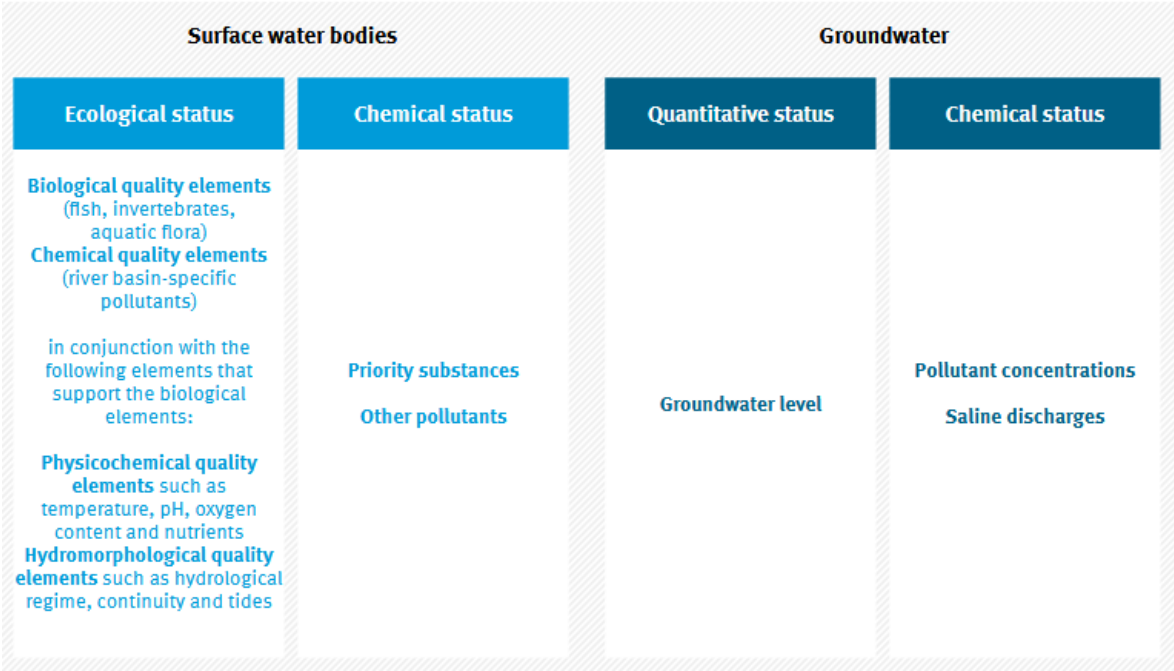 Surface water bodies
Groundwater
Ecological status
Chemical status
Quantitative status
Chemical status
Biological quality elements
(fish, invertebrates,
aquatic flora)
Chemical quality elements
(river basin-specific
pollutants)
in conjunction with the
following elements that
support the biological
elements:
Physicochemical quality
elements such as
temperature, pH, oxygen
content and nutrients
Hydromorphological quality
elements such as hydrological
regime, continuity and tides
Priority substances
Other pollutants
Groundwater level
Pollutant concentrations
Saline discharges